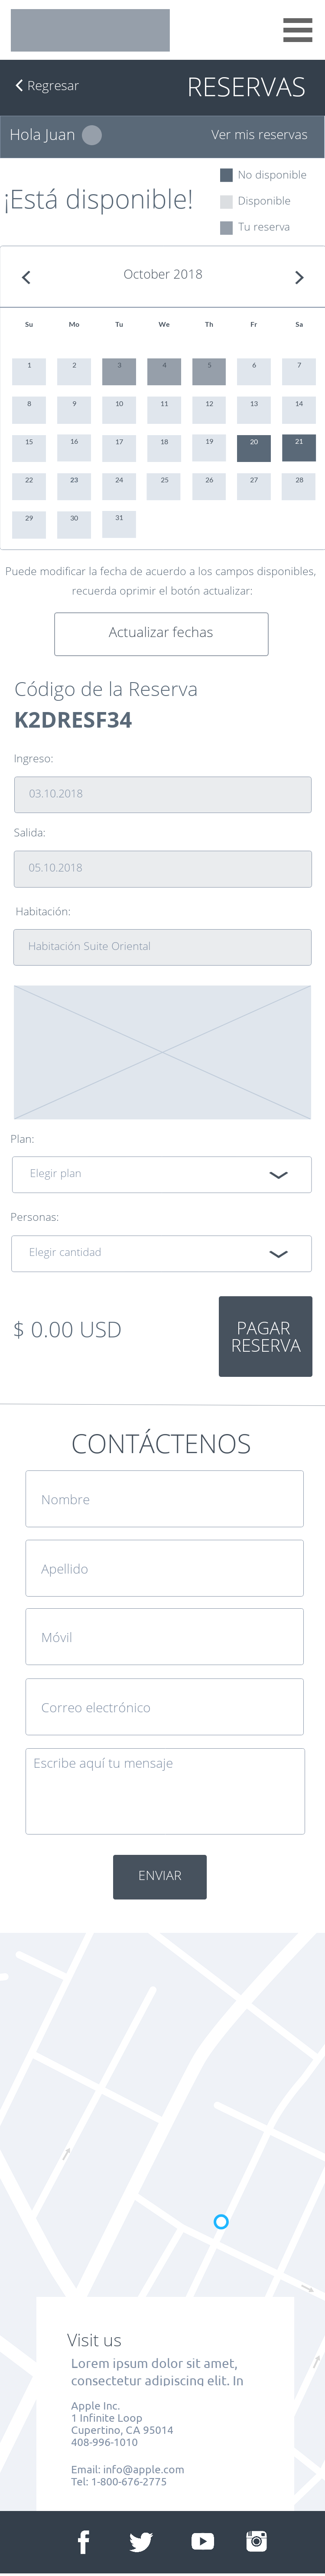 Regresar
RESERVAS
Hola Juan
Ver mis reservas
¡Está disponible!
No disponible
Disponible
Tu reserva
October 2018
Su Mo Tu We Th Fr Sa
1 2 3 4 5 6 7
8 9 10 11 12 13 14
15 16 17 18 19 20 21
22 23 24 25 26 27 28
29 30 31
Puede modificar la fecha de acuerdo a los campos disponibles,
recuerda oprimir el botón actualizar:
Actualizar fechas
Código de la Reserva
K2DRESF34
Ingreso:
03.10.2018
Salida:
05.10.2018
Habitación:
Habitación Suite Oriental
Plan:
Elegir plan
Personas:
Elegir cantidad
$ 0.00 USD
PAGAR
RESERVA
CONTÁCTENOS
Nombre
Apellido
Móvil
Correo electrónico
Escribe aquí tu mensaje
ENVIAR
Visit us
Lorem ipsum dolor sit amet,
consectetur adipiscing elit. In
Apple Inc.
1 Infinite Loop
Cupertino, CA 95014
408-996-1010
Email: info@apple.com
Tel: 1-800-676-2775